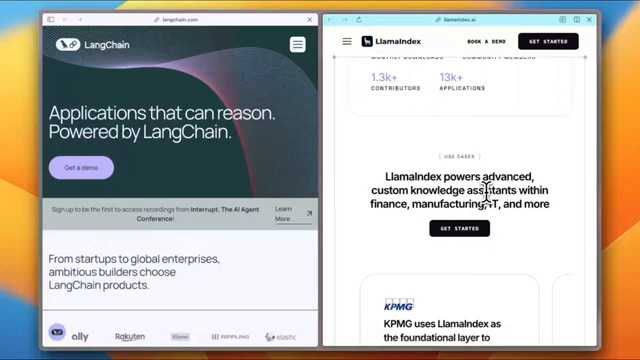 langchain.com
LangChain
Applications that can reason.
Powered by LangChain.
Get a demo
Sign up to be the first to access recordings from Interrupt, The AI Agent
Conference!
Learn
More
From startups to global enterprises,
ambitious builders choose
LangChain products.
ally
Rakuten
Klarna
RIPPLING
elastic
llamaindex.ai
LlamaIndex
BOOK A DEMO
GET STARTED
MONTHLY DOWNLOADS
COMMUNITY MEMBERS
1.3k+
13k+
CONTRIBUTORS
APPLICATIONS
[ USE CASES ]
LlamaIndex powers advanced,
custom knowledge assistants within
finance, manufacturing, IT, and more
GET STARTED
KPMG
KPMG uses LlamaIndex as
the foundational layer to